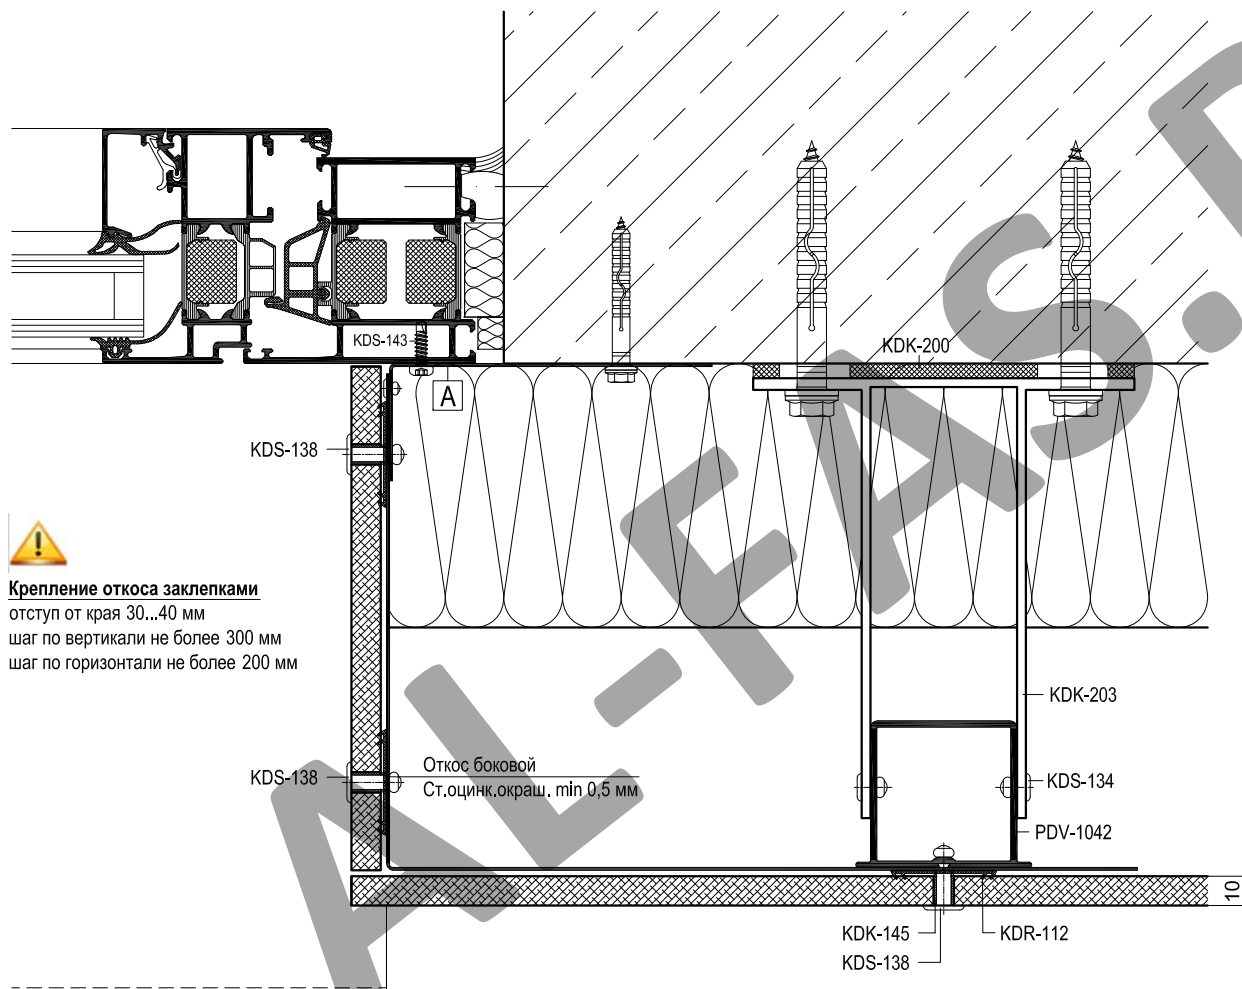 KDK-200
KDS-143
A
KDS-138
Крепление откоса заклепками
отступ от края 30...40 мм
шаг по вертикали не более 300 мм
шаг по горизонтали не более 200 мм
KDK-203
KDS-138
Откос боковой
Ст.оцинк.окраш. min 0,5 мм
KDS-134
PDV-1042
10
KDK-145
KDR-112
KDS-138
AL-FAS.